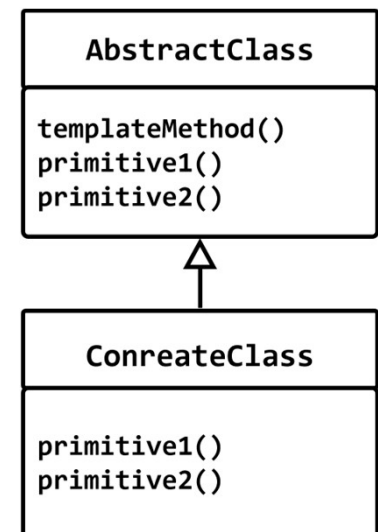 AbstractClass
templateMethod()
primitive1()
primitive2()
ConreateClass
primitive1()
primitive2()